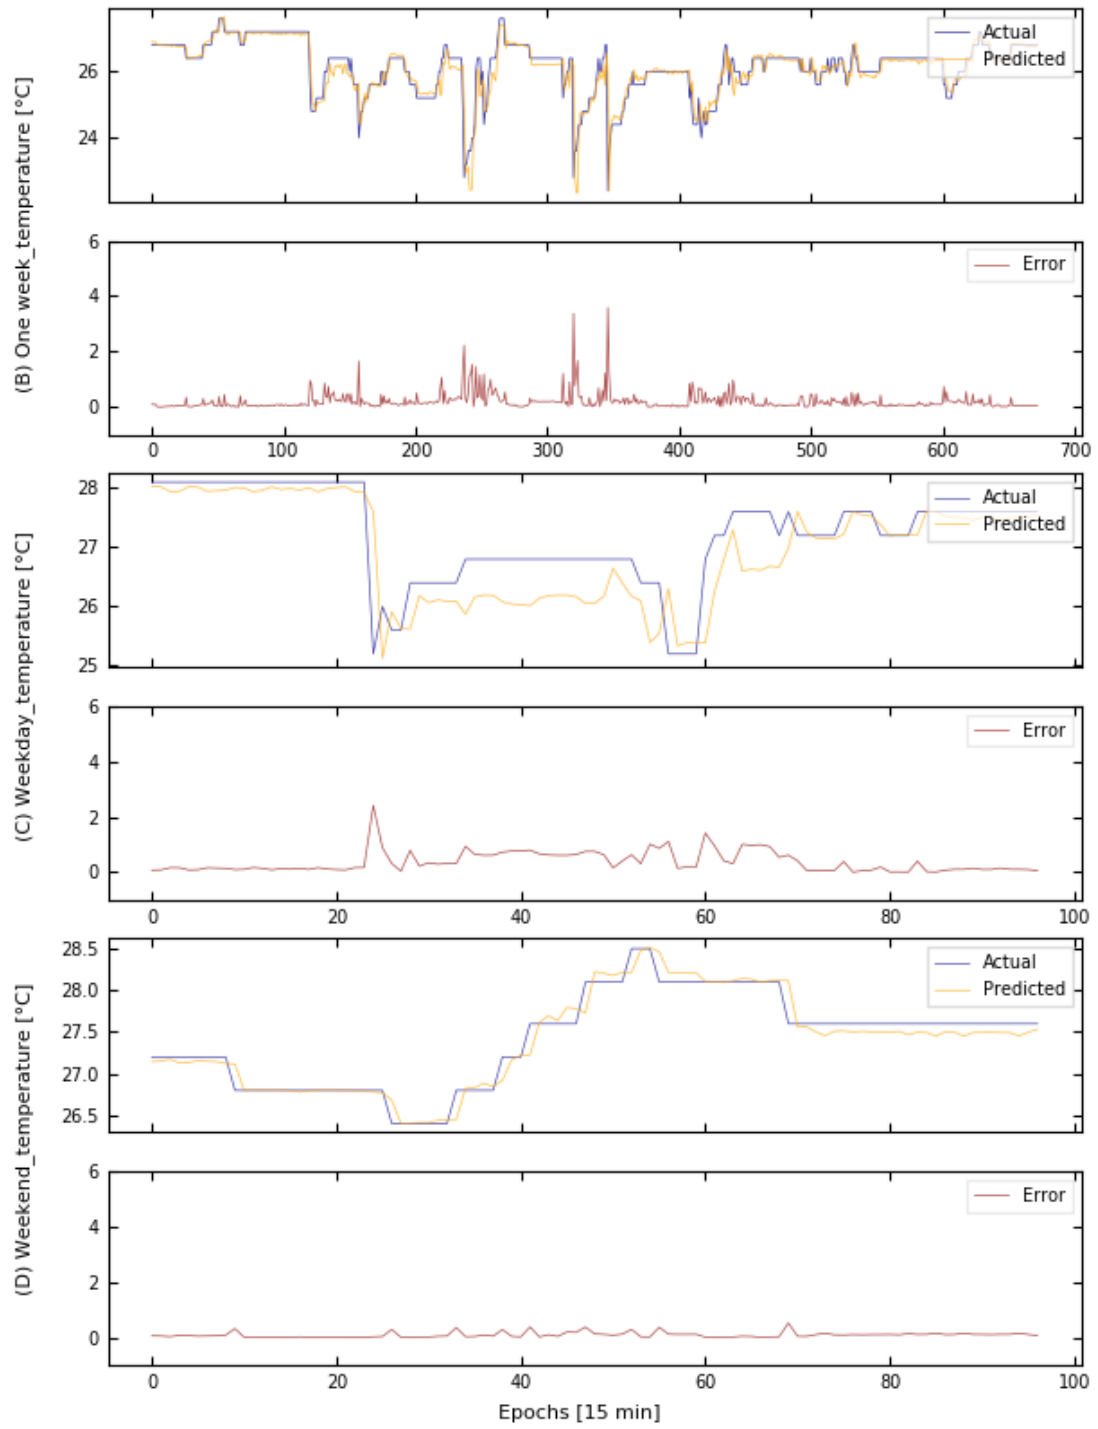 (B) One week_temperature [°C]
26
24
Actual
Predicted
6
4
2
0
Error
0 100 200 300 400 500 600 700
(C) Weekday_temperature [°C]
28
27
26
25
Actual
Predicted
6
4
2
0
Error
0 20 40 60 80 100
(D) Weekend_temperature [°C]
28.5
28.0
27.5
27.0
26.5
Actual
Predicted
6
4
2
0
Error
0 20 40 60 80 100
Epochs [15 min]